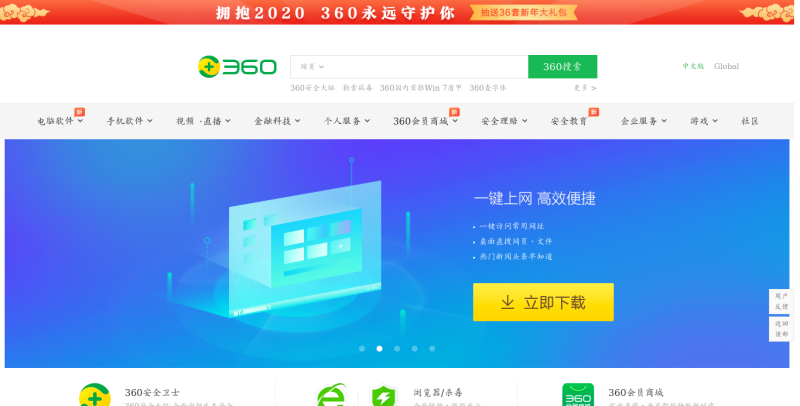 拥抱2020 360永远守护你
抽送36套新年大礼包
360
网页
360搜索
中文版 Global
360安全大脑 勒索病毒 360国内首推Win 7盾甲 360查字体 更多 >
电脑软件 新 手机软件 视频·直播 金融科技 个人服务 360会员商城 新 安全理赔 安全教育 新 企业服务 游戏 社区
一键上网 高效便捷
一键访问常用网址
桌面直搜网页、文件
热门新闻头条早知道
立即下载
用户
反馈
返回
顶部
360安全卫士
浏览器/杀毒
360
360会员商城